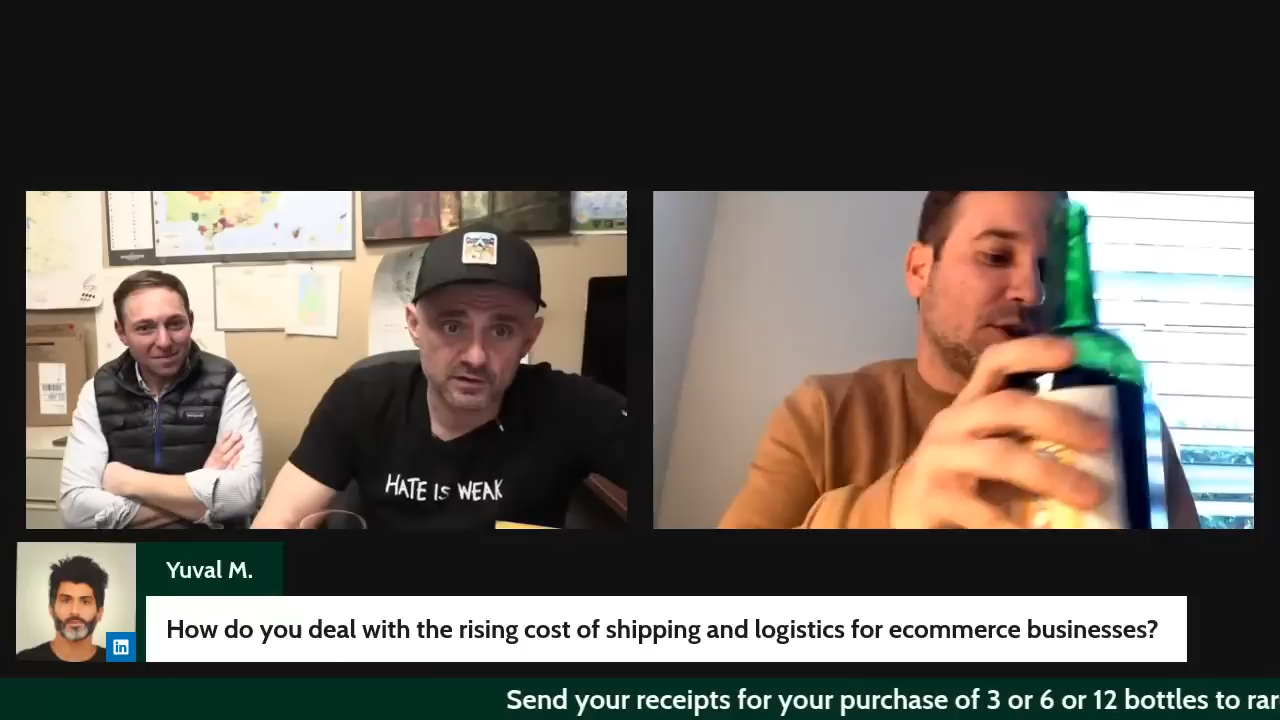 HATE IS WEAK
Yuval M.
in
How do you deal with the rising cost of shipping and logistics for ecommerce businesses?
Send your receipts for your purchase of 3 or 6 or 12 bottles to